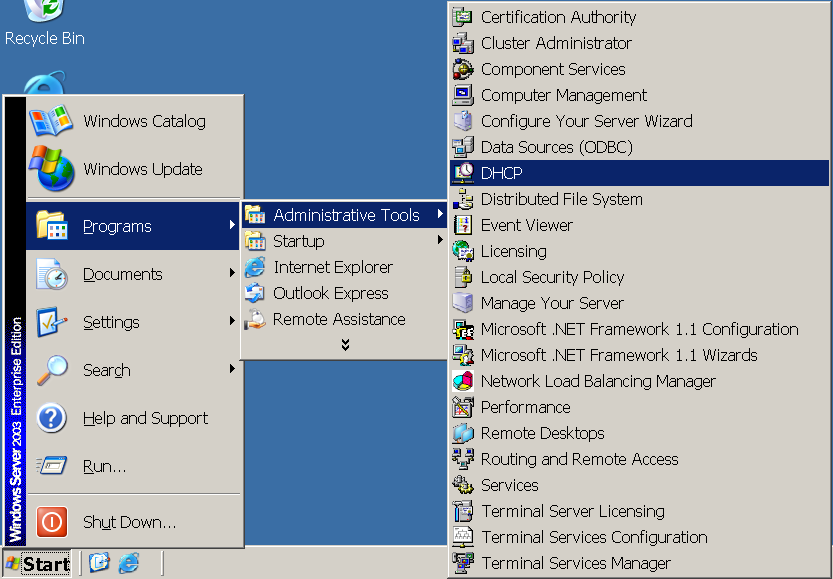 Recycle Bin
Windows Catalog
Windows Update
Programs
Documents
Settings
Search
Help and Support
Run...
Shut Down...
Windows Server 2003 Enterprise Edition
Start
Administrative Tools
Startup
Internet Explorer
Outlook Express
Remote Assistance
Certification Authority
Cluster Administrator
Component Services
Computer Management
Configure Your Server Wizard
Data Sources (ODBC)
DHCP
Distributed File System
Event Viewer
Licensing
Local Security Policy
Manage Your Server
Microsoft .NET Framework 1.1 Configuration
Microsoft .NET Framework 1.1 Wizards
Network Load Balancing Manager
Performance
Remote Desktops
Routing and Remote Access
Services
Terminal Server Licensing
Terminal Services Configuration
Terminal Services Manager